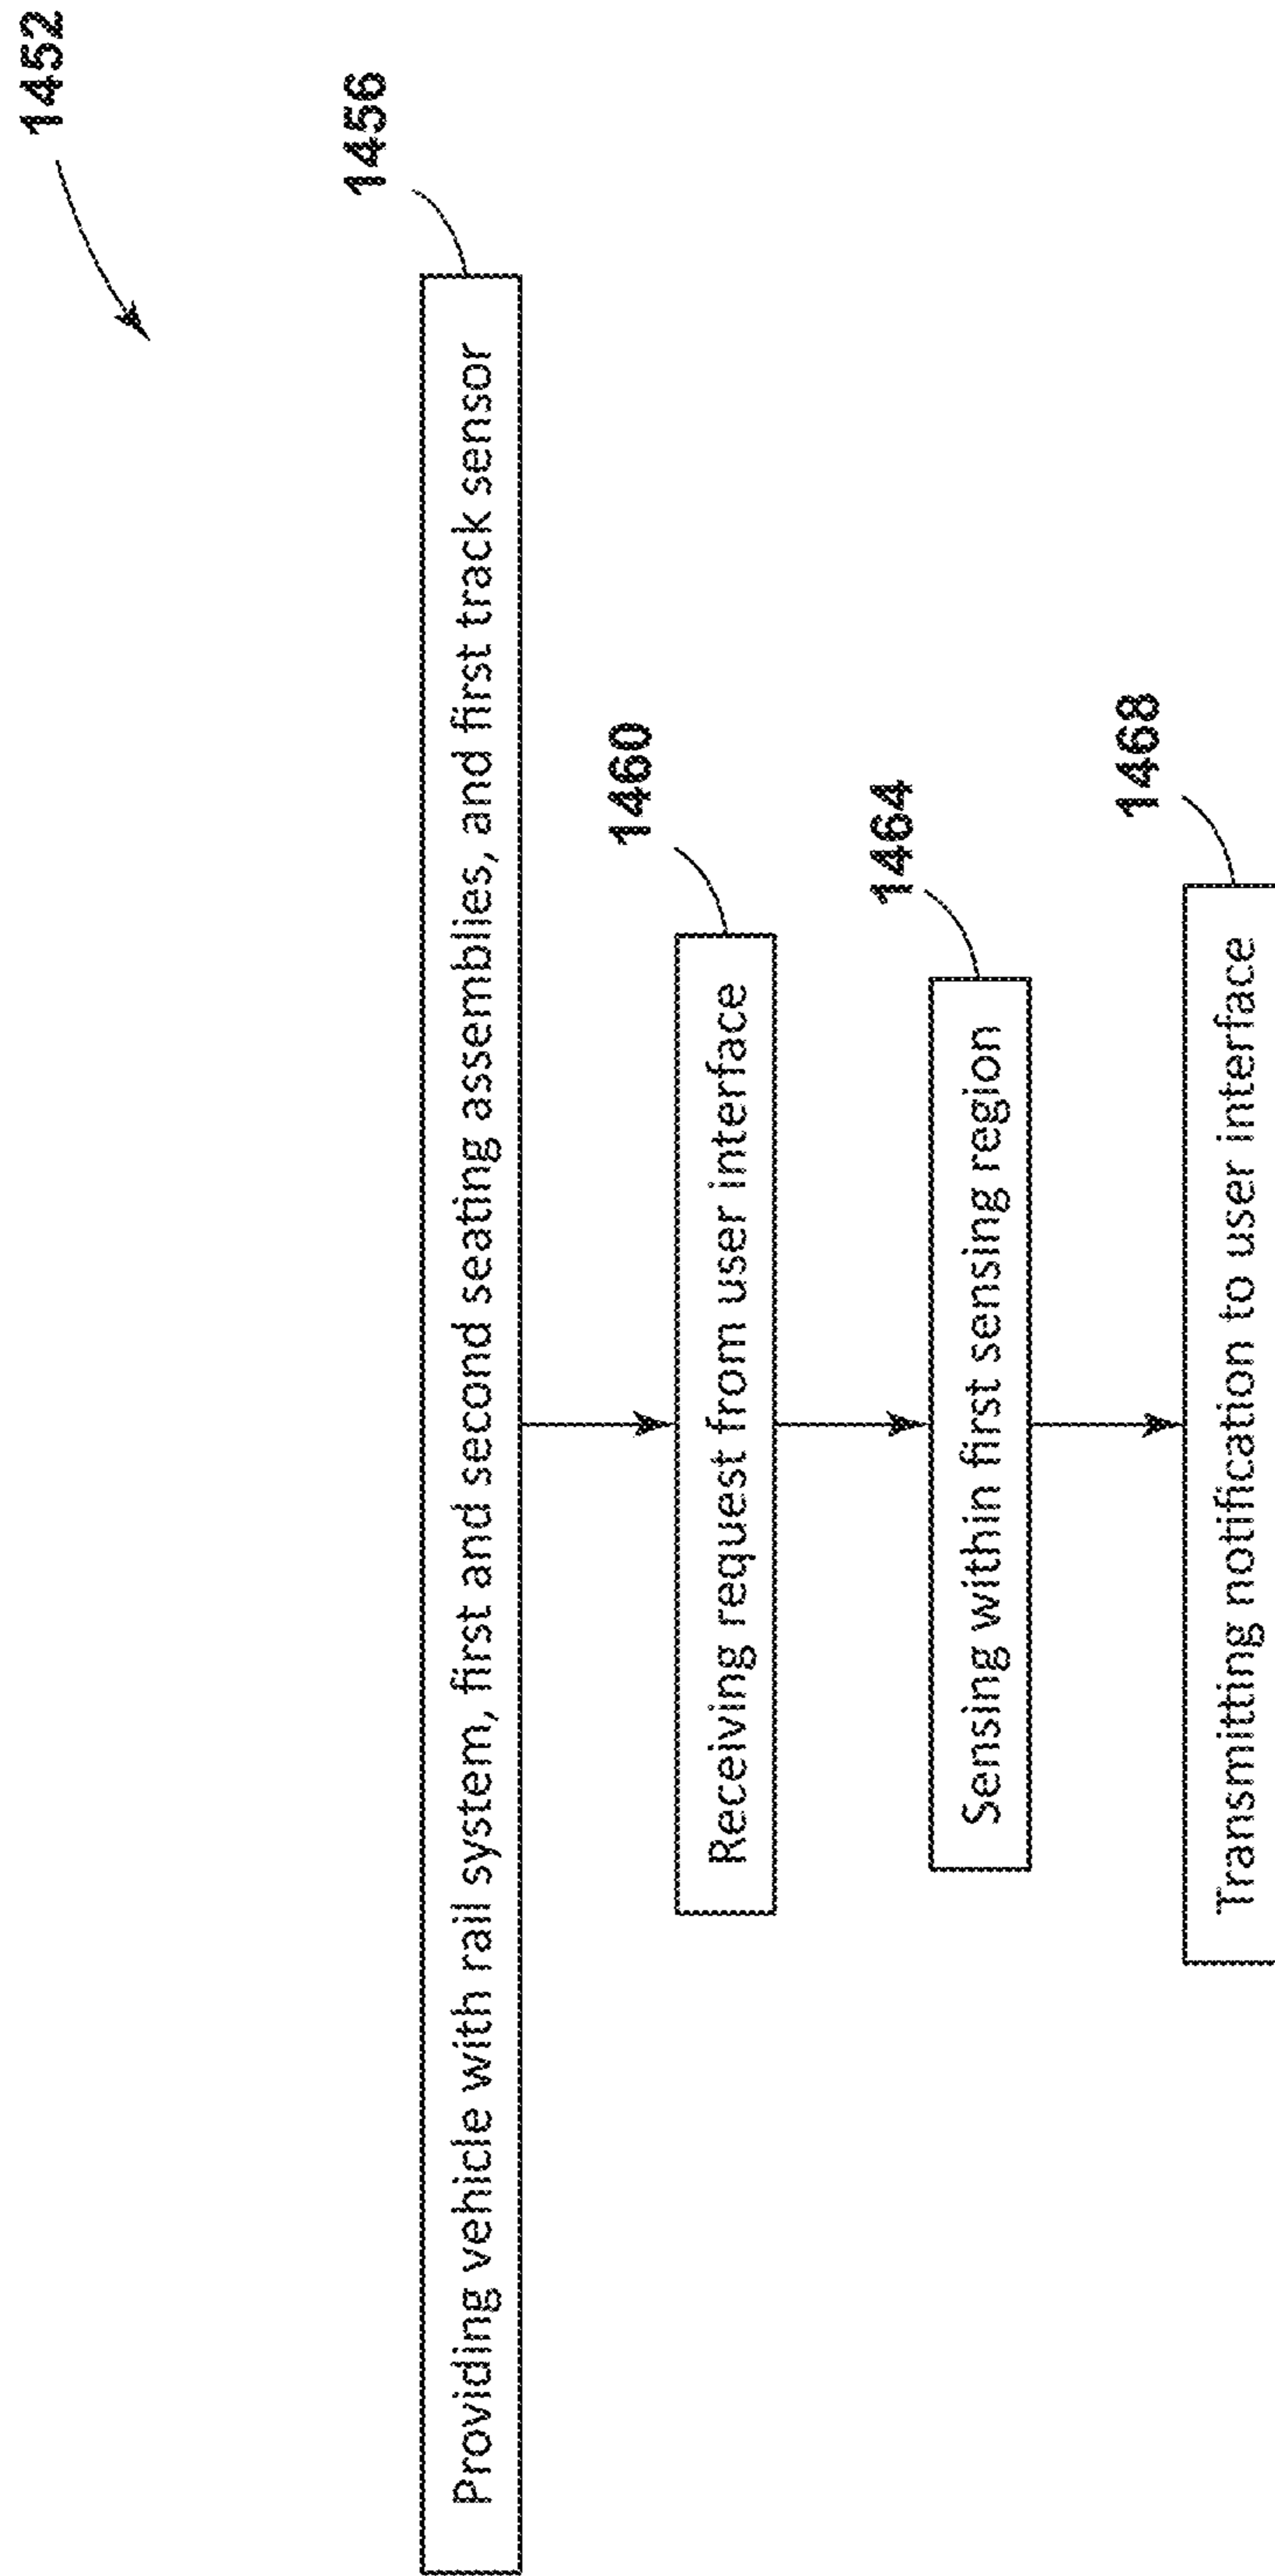 1452
1456
Providing vehicle with rail system, first and second seating assemblies, and first track sensor
1460
Receiving request from user interface
1464
Sensing within first sensing region
1468
Transmitting notification to user interface